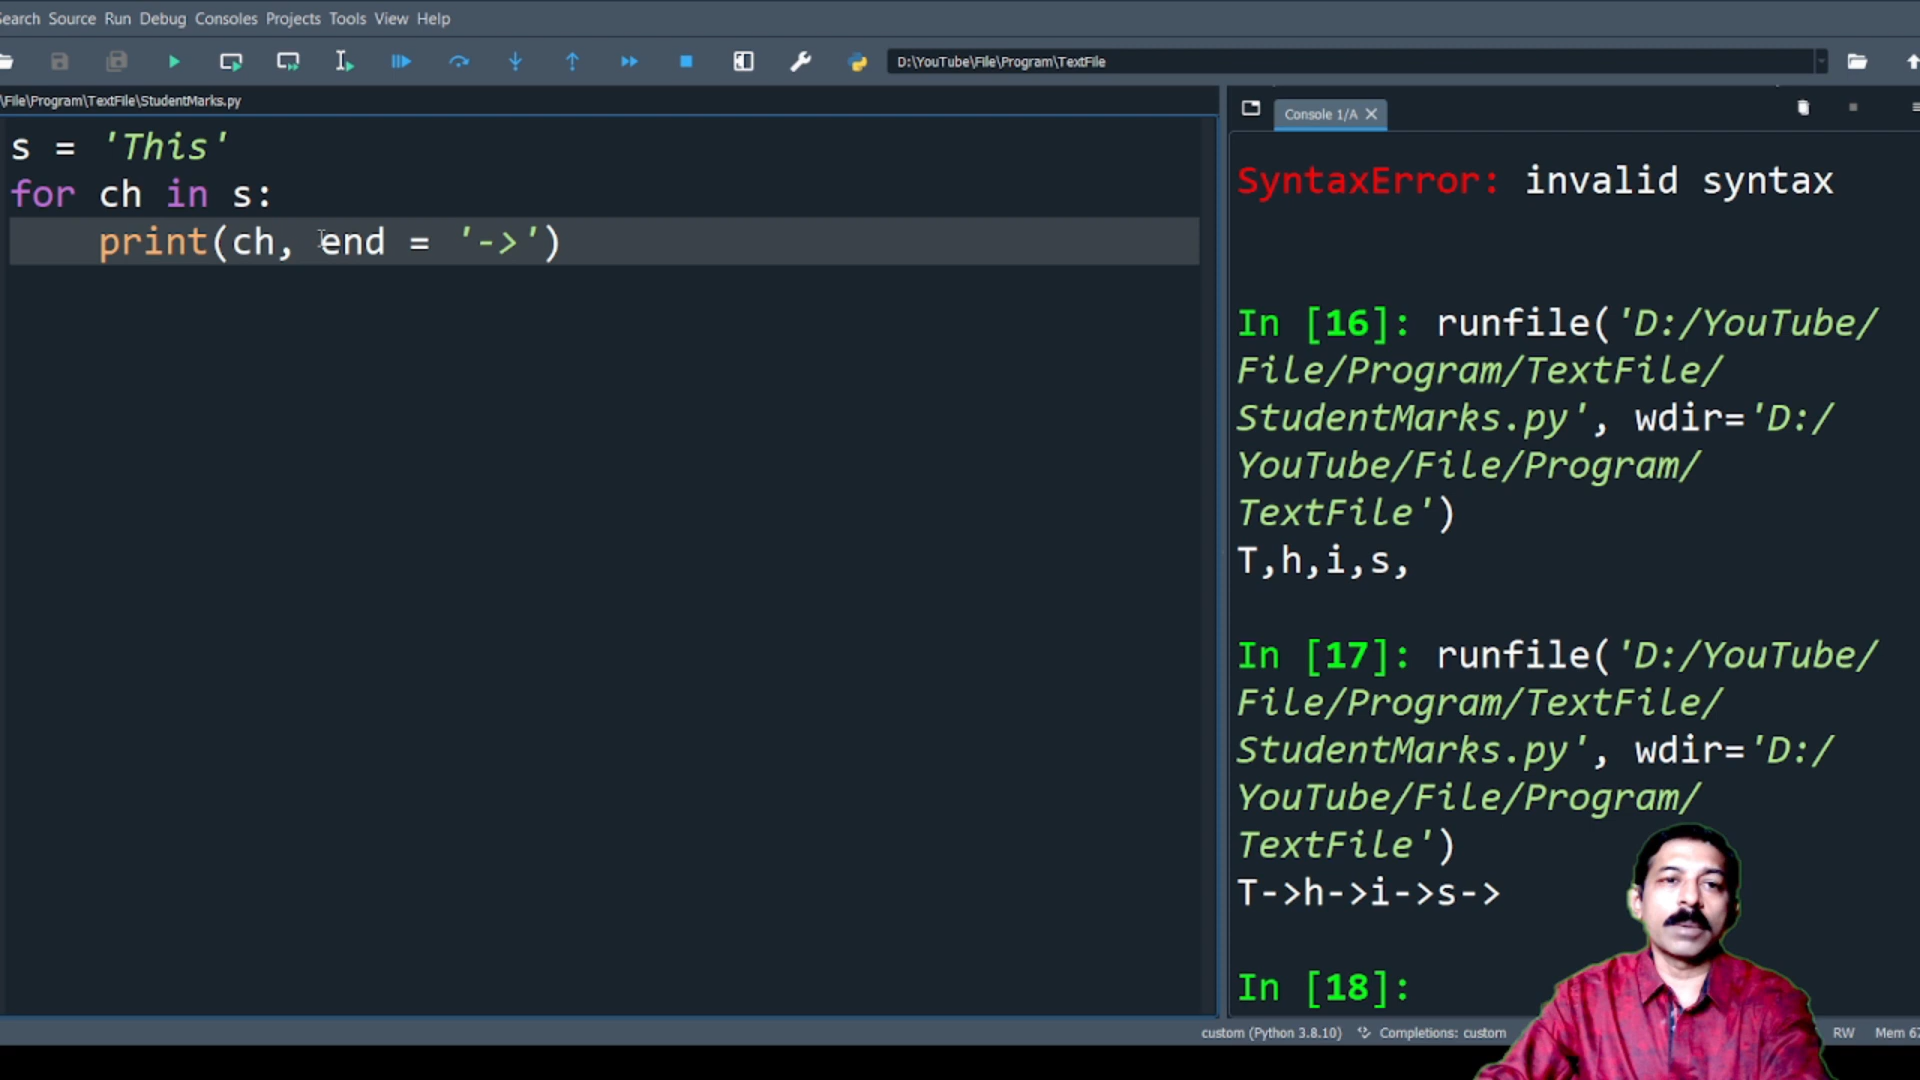 Search Source Run Debug Consoles Projects Tools View Help
D:\YouTube\File\Program\TextFile
\File\Program\TextFile\StudentMarks.py
s = 'This'
for ch in s:
    print(ch, end = '->')
Console 1/A
SyntaxError: invalid syntax
In [16]: runfile('D:/YouTube/
File/Program/TextFile/
StudentMarks.py', wdir='D:/
YouTube/File/Program/
TextFile')
T,h,i,s,
In [17]: runfile('D:/YouTube/
File/Program/TextFile/
StudentMarks.py', wdir='D:/
YouTube/File/Program/
TextFile')
T->h->i->s->
In [18]:
custom (Python 3.8.10) Completions: custom RW Mem 6